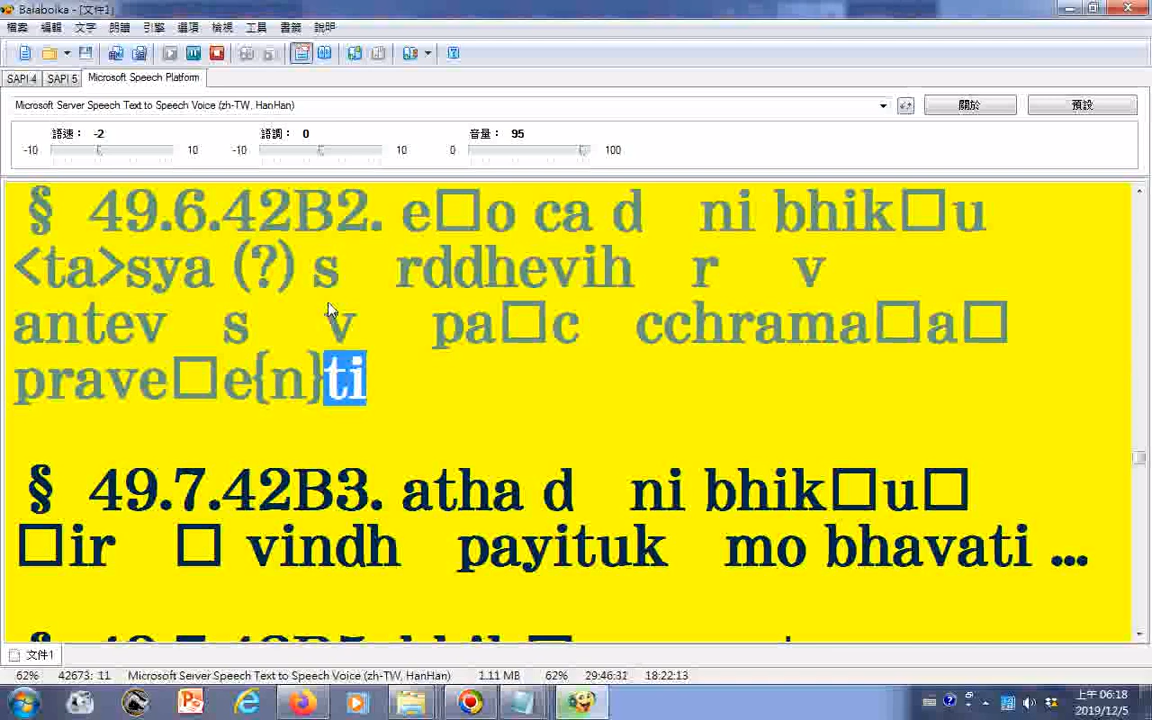 Balabolka - [文件1]
檔案 編輯 文字 朗讀 引擎 選項 檢視 工具 書籤 說明
SAPI 4 SAPI 5 Microsoft Speech Platform
Microsoft Server Speech Text to Speech Voice (zh-TW, HanHan) 關於 預設
語速： -2 語調： 0 音量： 95
-10 10 -10 10 0 100
§ 49.6.42B2. e□o ca d ni bhik□u
<ta>sya (?) s rddhevih r v
antev s v pa□c cchrama□a□
prave□e{n}ti
§ 49.7.42B3. atha d ni bhik□u□
□ir □ vindh payituk mo bhavati ...
文件1
62% 42673: 11 Microsoft Server Speech Text to Speech Voice (zh-TW, HanHan) 1.11 MB 62% 29:46:31 18:22:13
上午 06:18
2019/12/5